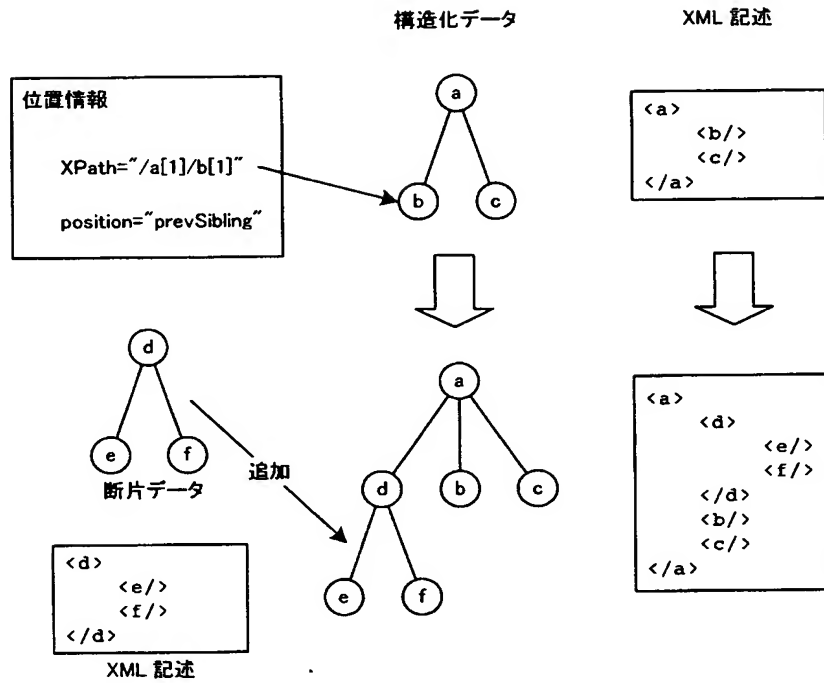 構造化データ
XML 記述
位置情報
XPath="/a[1]/b[1]"
position="prevSibling"
a
b
c
<a>
<b/>
<c/>
</a>
d
e
f
断片データ
追加
a
d
b
c
e
f
<a>
<d>
<e/>
<f/>
</d>
<b/>
<c/>
</a>
<d>
<e/>
<f/>
</d>
XML 記述